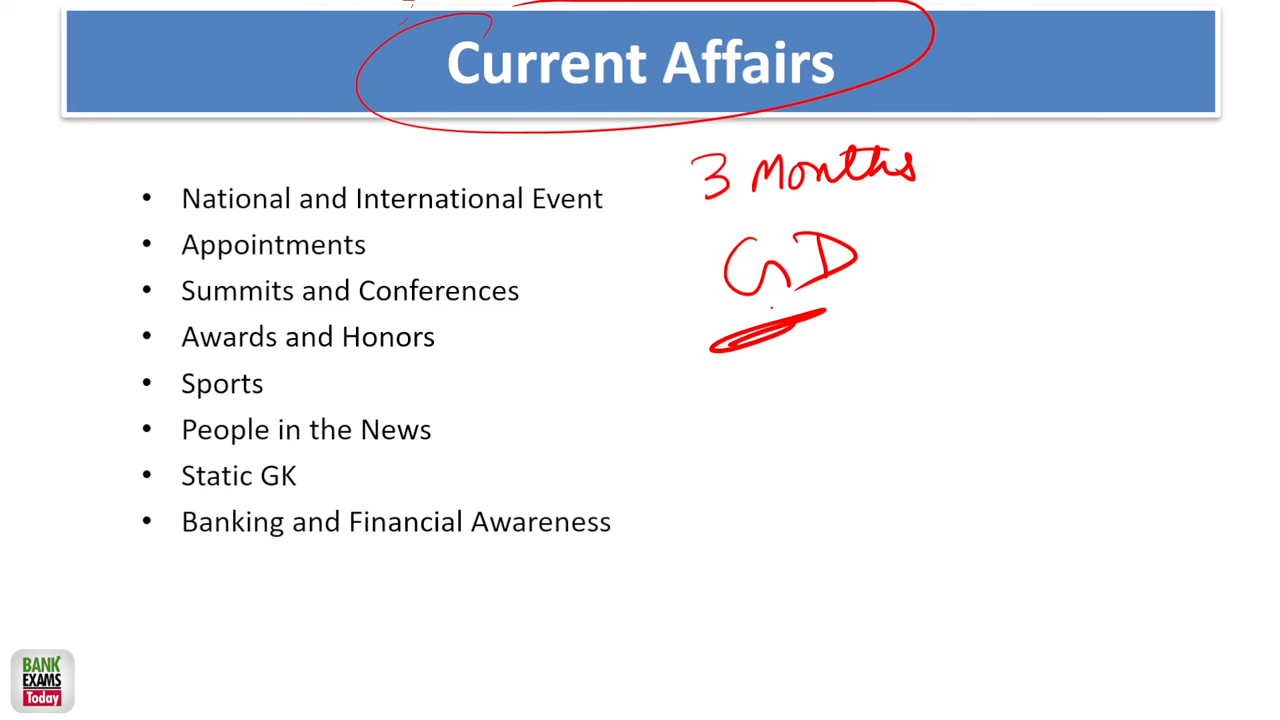 Current Affairs
3 Months
• National and International Event
• Appointments
GD
• Summits and Conferences
• Awards and Honors
• Sports
• People in the News
• Static GK
• Banking and Financial Awareness
BANK
EXAMS
Today